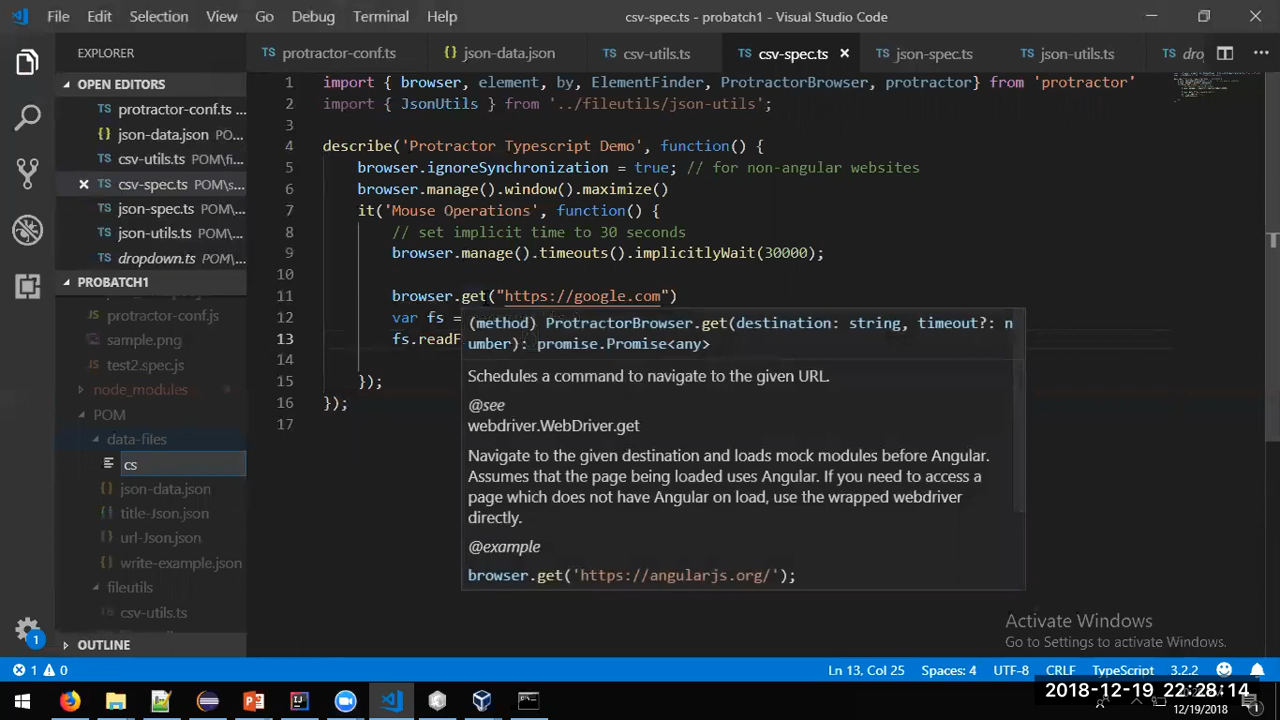 File Edit Selection View Go Debug Terminal Help csv-spec.ts - probatch1 - Visual Studio Code
EXPLORER
OPEN EDITORS
protractor-conf.ts
json-data.json PO...
csv-utils.ts POM\fi...
csv-spec.ts POM\s...
json-spec.ts POM\s...
json-utils.ts POM\f...
dropdown.ts POM\s...
PROBATCH1
protractor-conf.js
sample.png
test2.spec.js
node_modules
POM
data-files
cs
json-data.json
title-Json.json
url-Json.json
write-example.json
fileutils
csv-utils.ts
OUTLINE
protractor-conf.ts json-data.json csv-utils.ts csv-spec.ts json-spec.ts json-utils.ts dro
1 import { browser, element, by, ElementFinder, ProtractorBrowser, protractor} from 'protractor'
2 import { JsonUtils } from '../fileutils/json-utils';
3
4 describe('Protractor Typescript Demo', function() {
5 browser.ignoreSynchronization = true; // for non-angular websites
6 browser.manage().window().maximize()
7 it('Mouse Operations', function() {
8 // set implicit time to 30 seconds
9 browser.manage().timeouts().implicitlyWait(30000);
10
11 browser.get("https://google.com")
12 var fs =
13 fs.readF
14
15 });
16 });
17
(method) ProtractorBrowser.get(destination: string, timeout?: n
umber): promise.Promise<any>
Schedules a command to navigate to the given URL.
@see
webdriver.WebDriver.get
Navigate to the given destination and loads mock modules before Angular.
Assumes that the page being loaded uses Angular. If you need to access a
page which does not have Angular on load, use the wrapped webdriver
directly.
@example
browser.get('https://angularjs.org/');
Activate Windows
Go to Settings to activate Windows.
1 0 Ln 13, Col 25 Spaces: 4 UTF-8 CRLF TypeScript 3.2.2
2018-12-19 22:28:14
12/19/2018